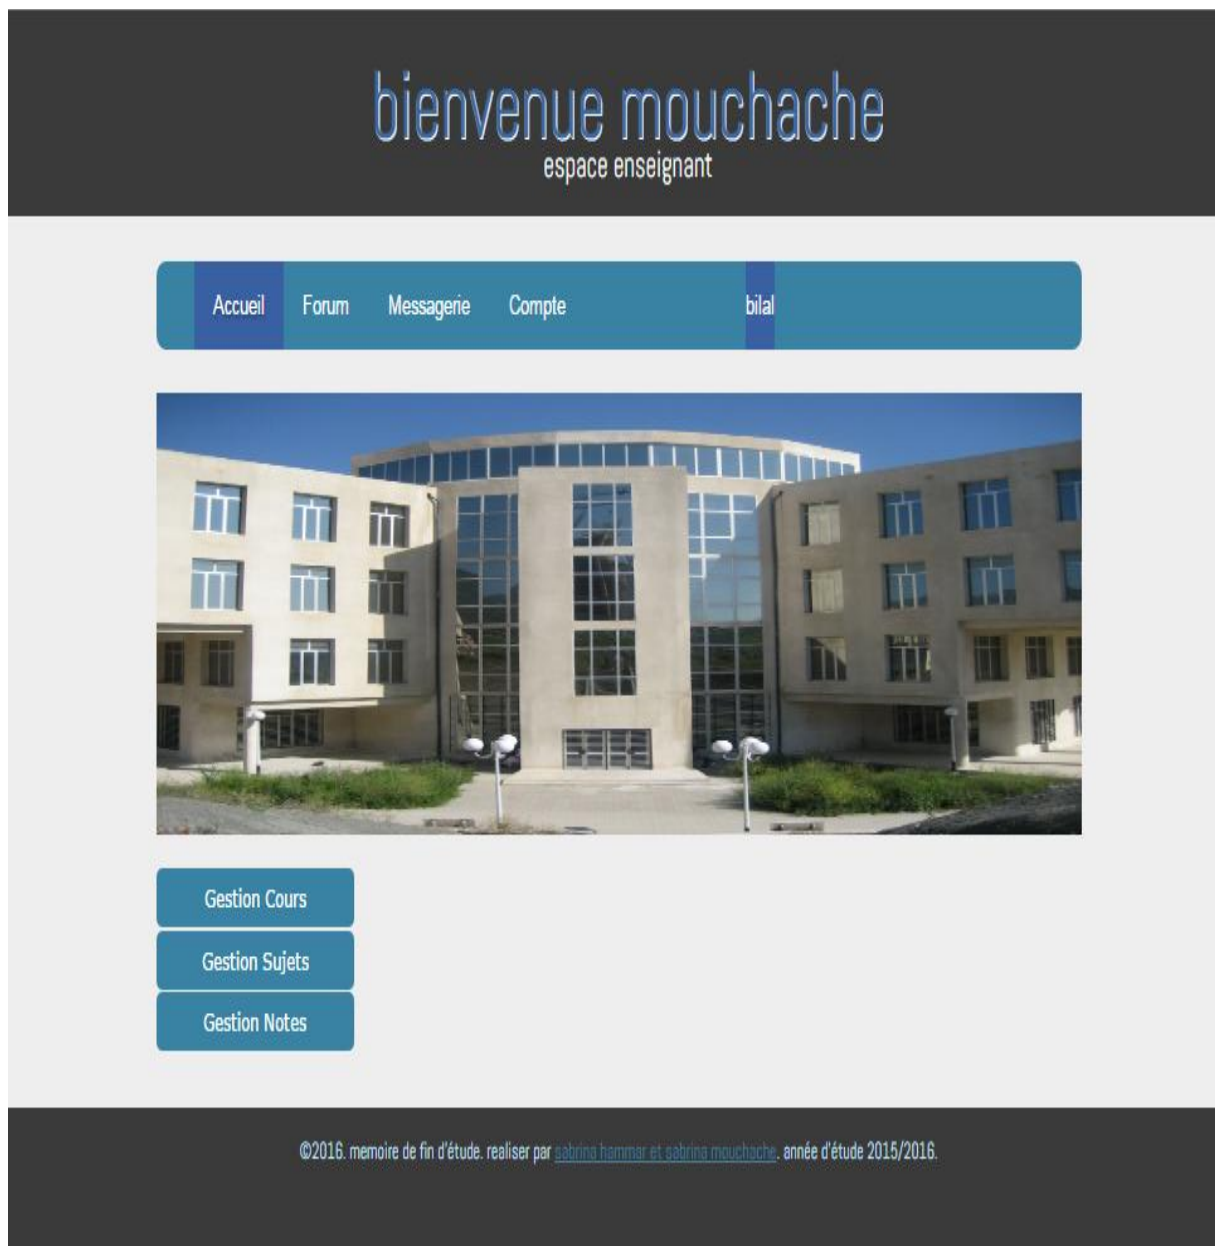 bienvenue mouchache
espace enseignant
Accueil Forum Messagerie Compte bilal
Gestion Cours
Gestion Sujets
Gestion Notes
©2016. memoire de fin d'étude. realiser par sabrina hammar et sabrina mouchache. année d'étude 2015/2016.